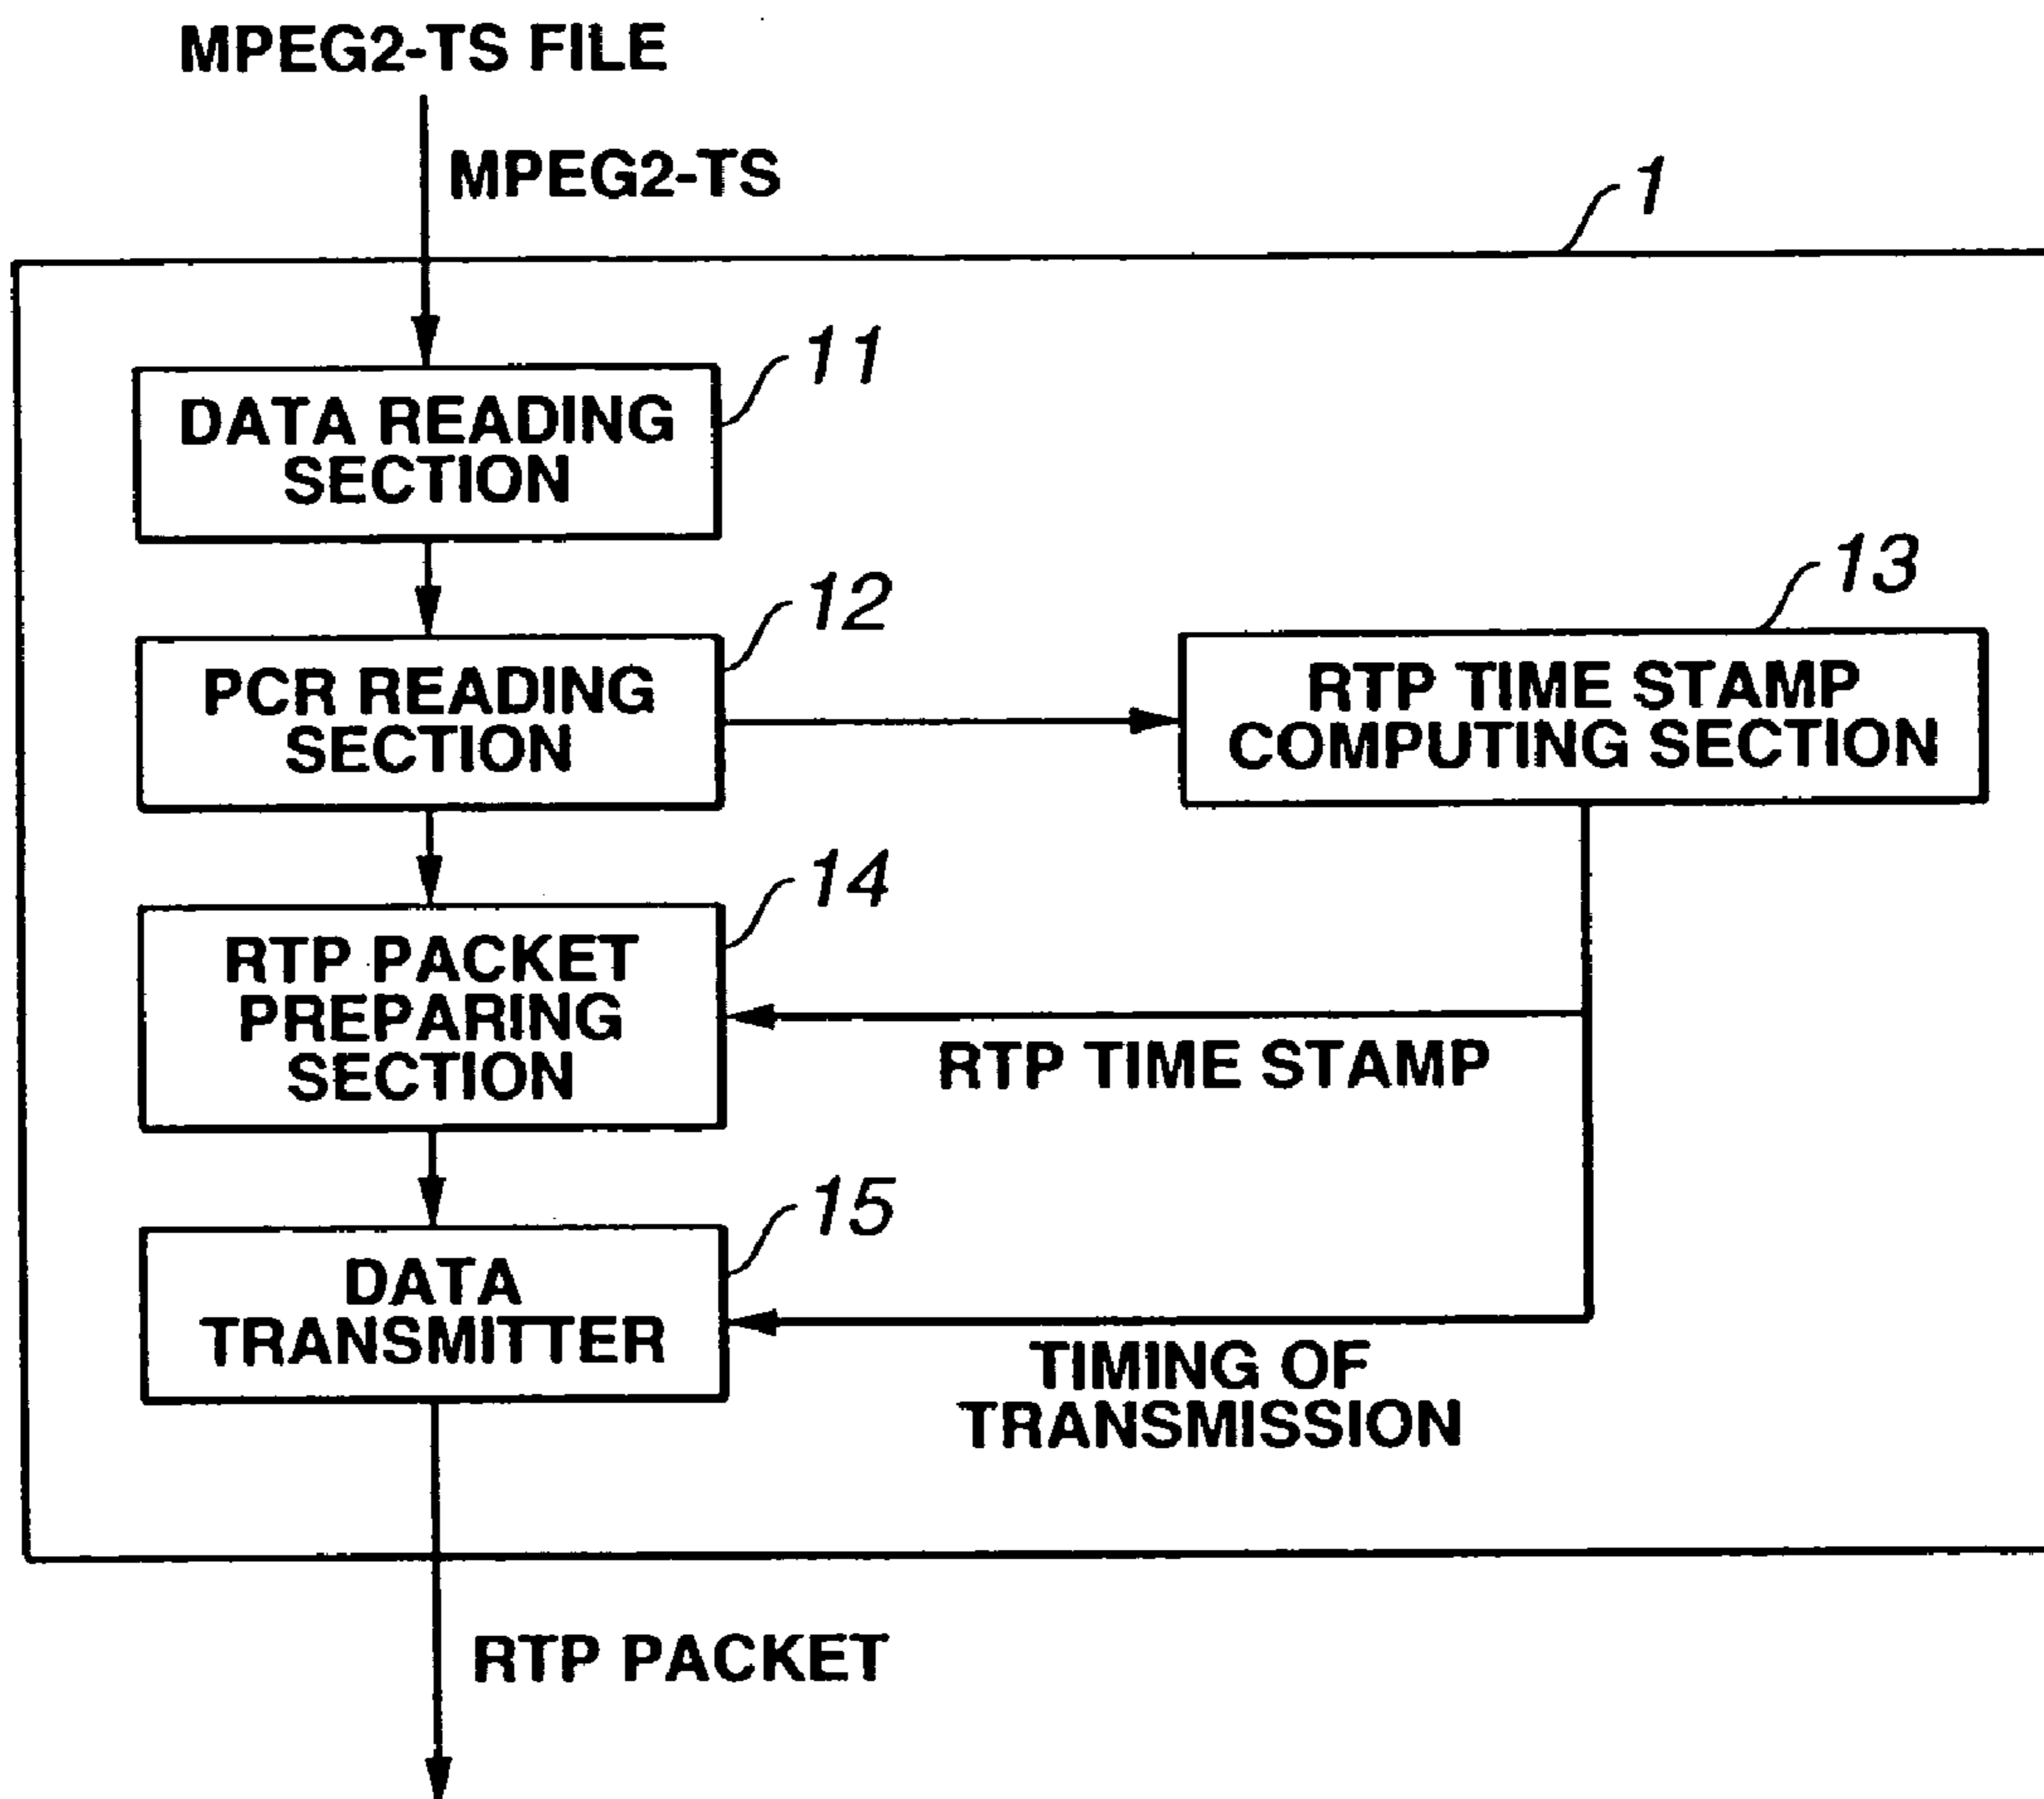 MPEG2-TS FILE
MPEG2-TS
1
11
DATA READING
SECTION
12
PCR READING
SECTION
13
RTP TIME STAMP
COMPUTING SECTION
14
RTP PACKET
PREPARING
SECTION
RTP TIME STAMP
15
DATA
TRANSMITTER
TIMING OF
TRANSMISSION
RTP PACKET